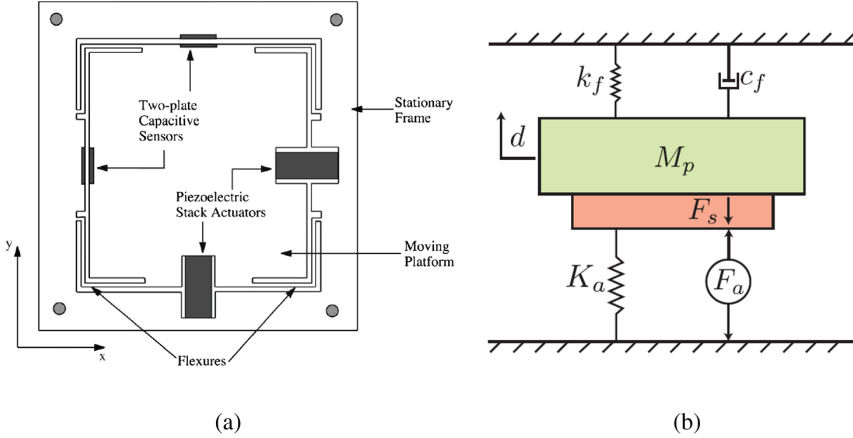 Two-plate
Capacitive
Sensors
Stationary
Frame
Piezoelectric
Stack Actuators
Moving
Platform
y
x
Flexures
(a)
k_f
c_f
d
M_p
F_s
K_a
F_a
(b)